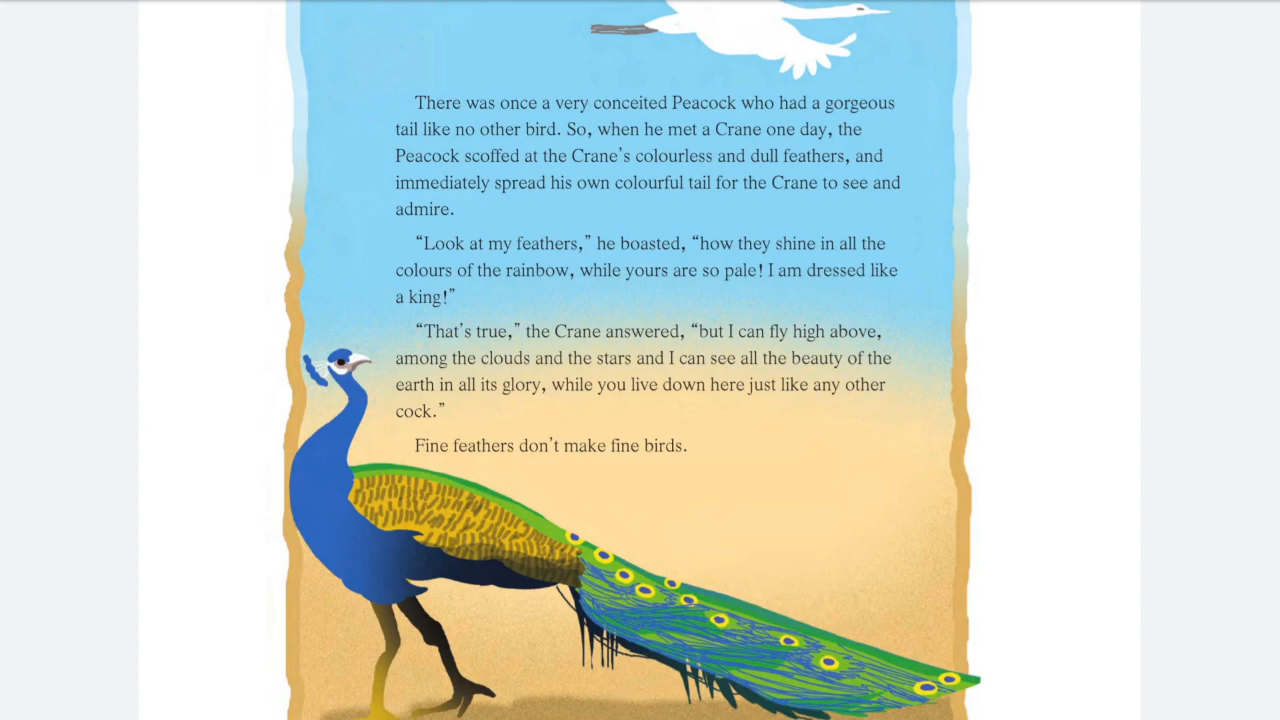 There was once a very conceited Peacock who had a gorgeous
tail like no other bird. So, when he met a Crane one day, the
Peacock scoffed at the Crane’s colourless and dull feathers, and
immediately spread his own colourful tail for the Crane to see and
admire.
“Look at my feathers,” he boasted, “how they shine in all the
colours of the rainbow, while yours are so pale! I am dressed like
a king!”
“That’s true,” the Crane answered, “but I can fly high above,
among the clouds and the stars and I can see all the beauty of the
earth in all its glory, while you live down here just like any other
cock.”
Fine feathers don’t make fine birds.